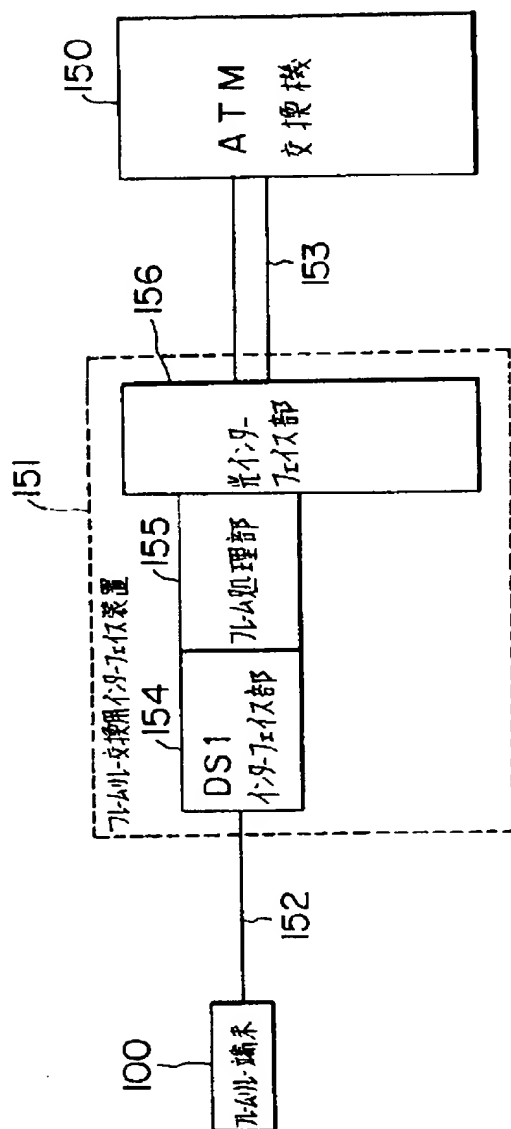 100
フレームリレー端末
152
151
フレームリレー交換用インターフェイス装置
154
DS1
インターフェイス部
155
フレーム処理部
156
光インター
フェイス部
153
150
ATM
交換機